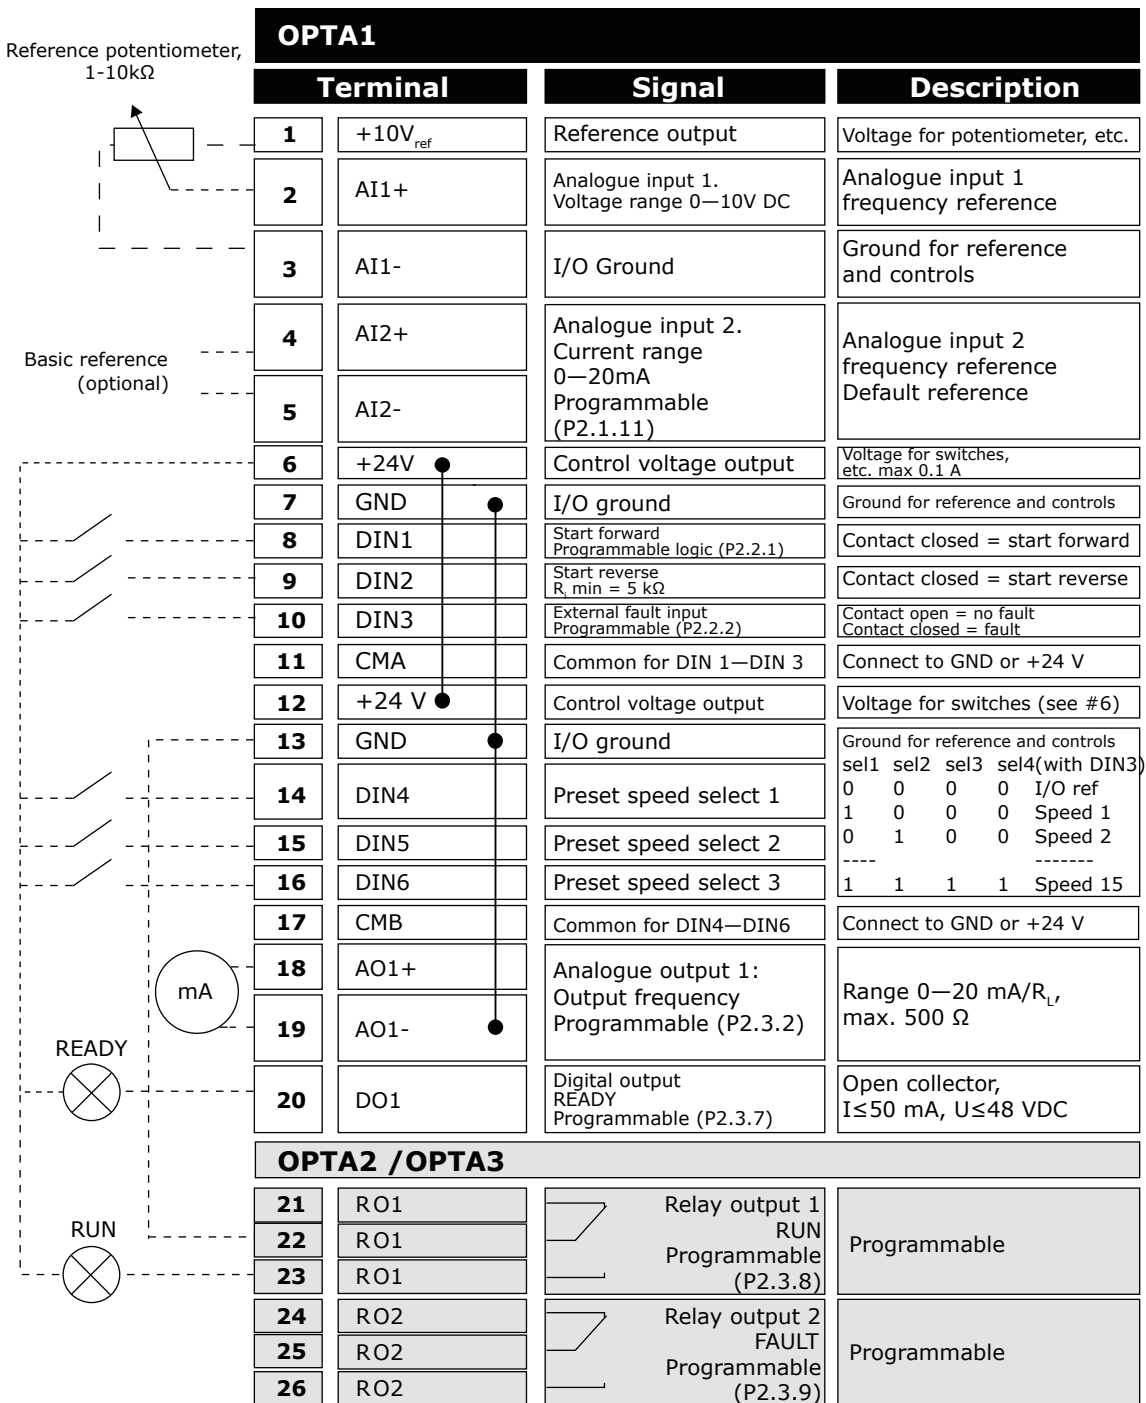 Reference potentiometer,
1-10kΩ
OPTA1
Terminal Signal Description
1 +10Vref Reference output Voltage for potentiometer, etc.
2 AI1+ Analogue input 1.
Voltage range 0—10V DC
Analogue input 1
frequency reference
3 AI1- I/O Ground
Ground for reference
and controls
Basic reference
(optional)
4 AI2+
5 AI2-
Analogue input 2.
Current range
0—20mA
Programmable
(P2.1.11)
Analogue input 2
frequency reference
Default reference
6 +24V Control voltage output
Voltage for switches,
etc. max 0.1 A
7 GND I/O ground Ground for reference and controls
8 DIN1
Start forward
Programmable logic (P2.2.1)
Contact closed = start forward
9 DIN2
Start reverse
Ri min = 5 kΩ
Contact closed = start reverse
10 DIN3
External fault input
Programmable (P2.2.2)
Contact open = no fault
Contact closed = fault
11 CMA Common for DIN 1—DIN 3 Connect to GND or +24 V
12 +24 V Control voltage output Voltage for switches (see #6)
13 GND I/O ground
14 DIN4 Preset speed select 1
15 DIN5 Preset speed select 2
16 DIN6 Preset speed select 3
Ground for reference and controls
sel1 sel2 sel3 sel4(with DIN3)
0 0 0 0 I/O ref
1 0 0 0 Speed 1
0 1 0 0 Speed 2
---- -------
1 1 1 1 Speed 15
17 CMB Common for DIN4—DIN6 Connect to GND or +24 V
mA
18 AO1+
19 AO1-
Analogue output 1:
Output frequency
Programmable (P2.3.2)
Range 0—20 mA/RL,
max. 500 Ω
READY
20 DO1
Digital output
READY
Programmable (P2.3.7)
Open collector,
I≤50 mA, U≤48 VDC
OPTA2 /OPTA3
RUN
21 RO1
22 RO1
23 RO1
Relay output 1
RUN
Programmable
(P2.3.8)
Programmable
24 RO2
25 RO2
26 RO2
Relay output 2
FAULT
Programmable
(P2.3.9)
Programmable